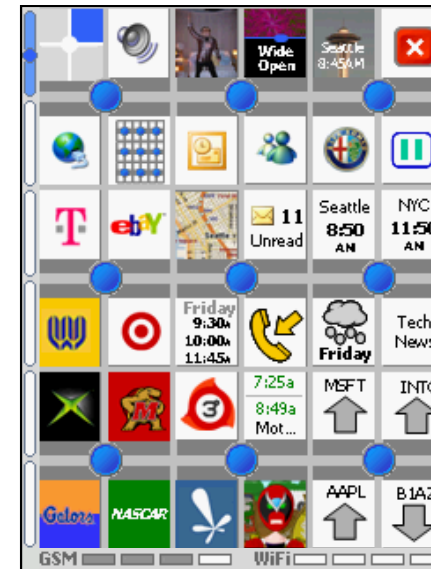 Wide
Open
Seattle
8:45AM
T
ebY
11
Unread
Seattle
8:50
AM
NYC
11:50
AM
W
Friday
9:30A
10:00A
11:45A
3
Friday
Tech
News
M
7:25a
8:49a
Mot...
MSFT
INTC
Gators
NASCAR
AAPL
GSM
WiFi